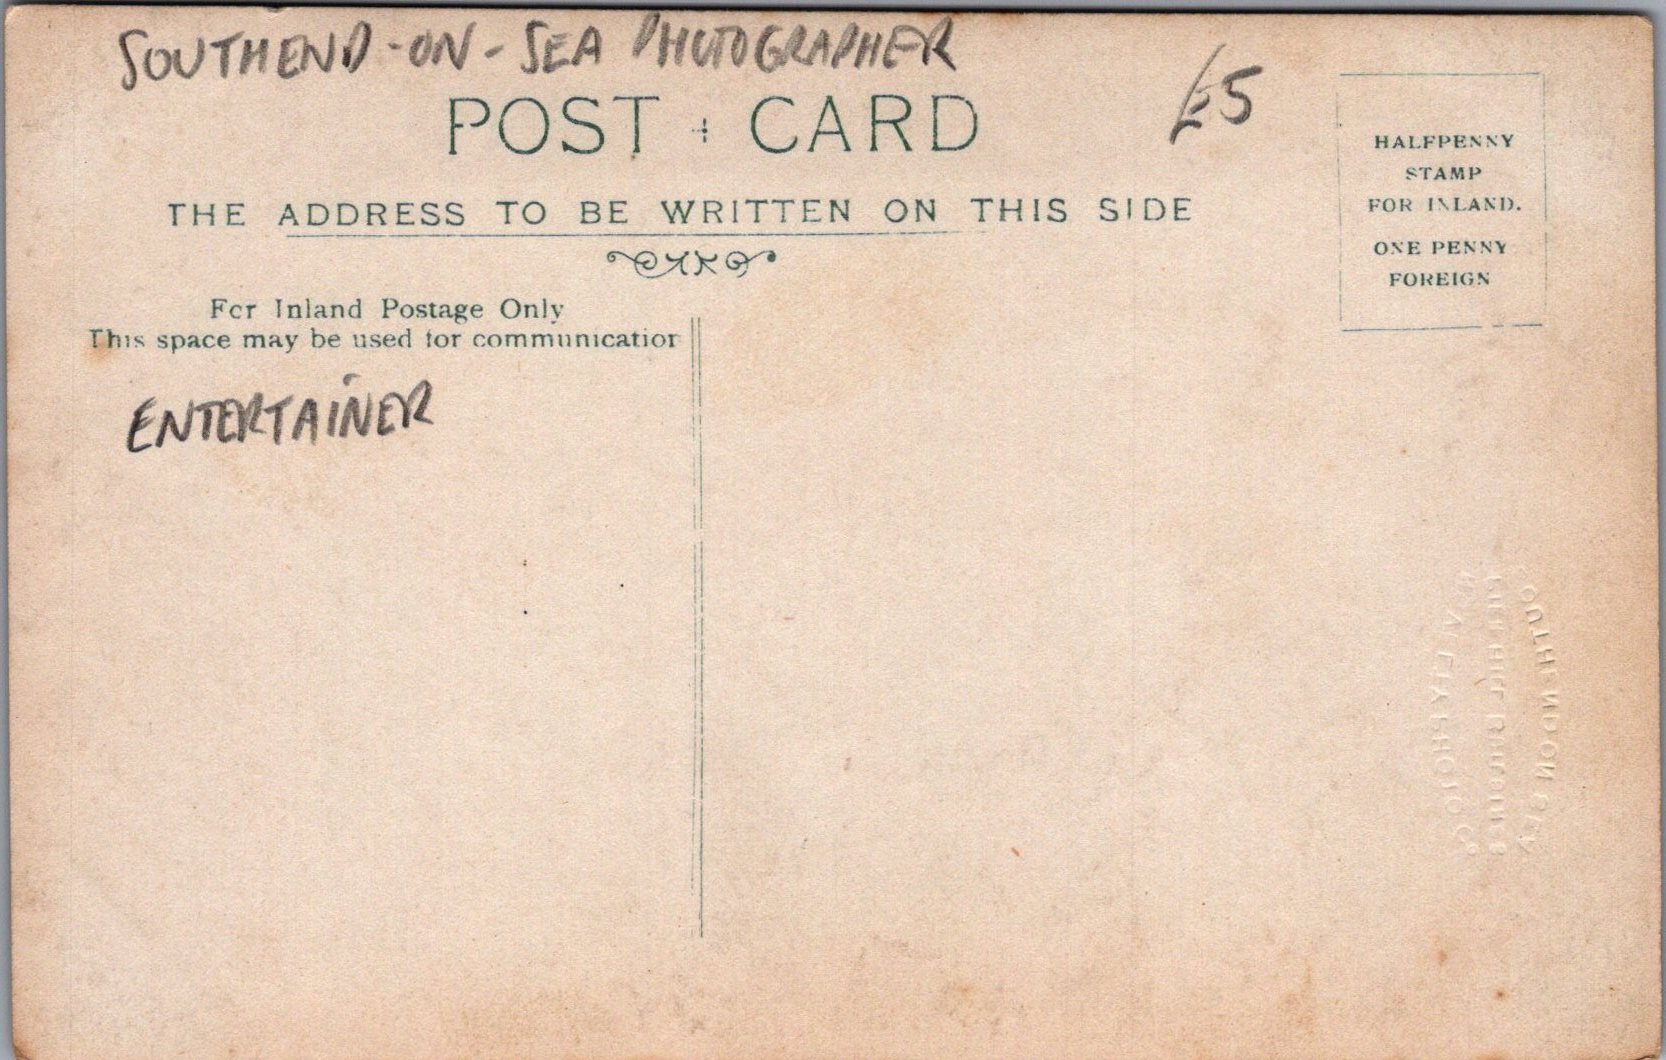 SOUTHEND-ON-SEA PHOTOGRAPHER
£5
POST CARD
THE ADDRESS TO BE WRITTEN ON THIS SIDE
HALFPENNY
STAMP
FOR INLAND.
ONE PENNY
FOREIGN
For Inland Postage Only
This space may be used for communication
ENTERTAINER